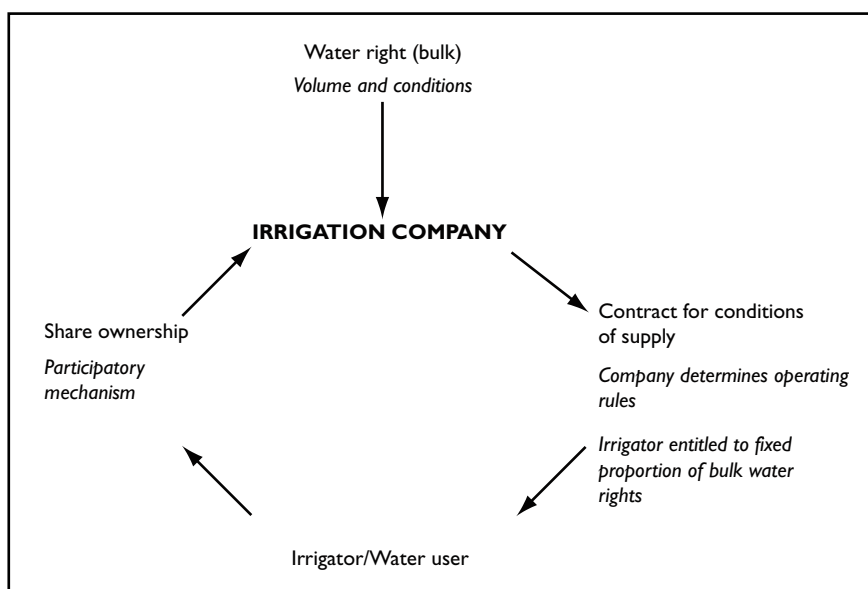 Water right (bulk)
Volume and conditions
IRRIGATION COMPANY
Contract for conditions
of supply
Company determines operating
rules
Irrigator entitled to fixed
proportion of bulk water
rights
Share ownership
Participatory
mechanism
Irrigator/Water user